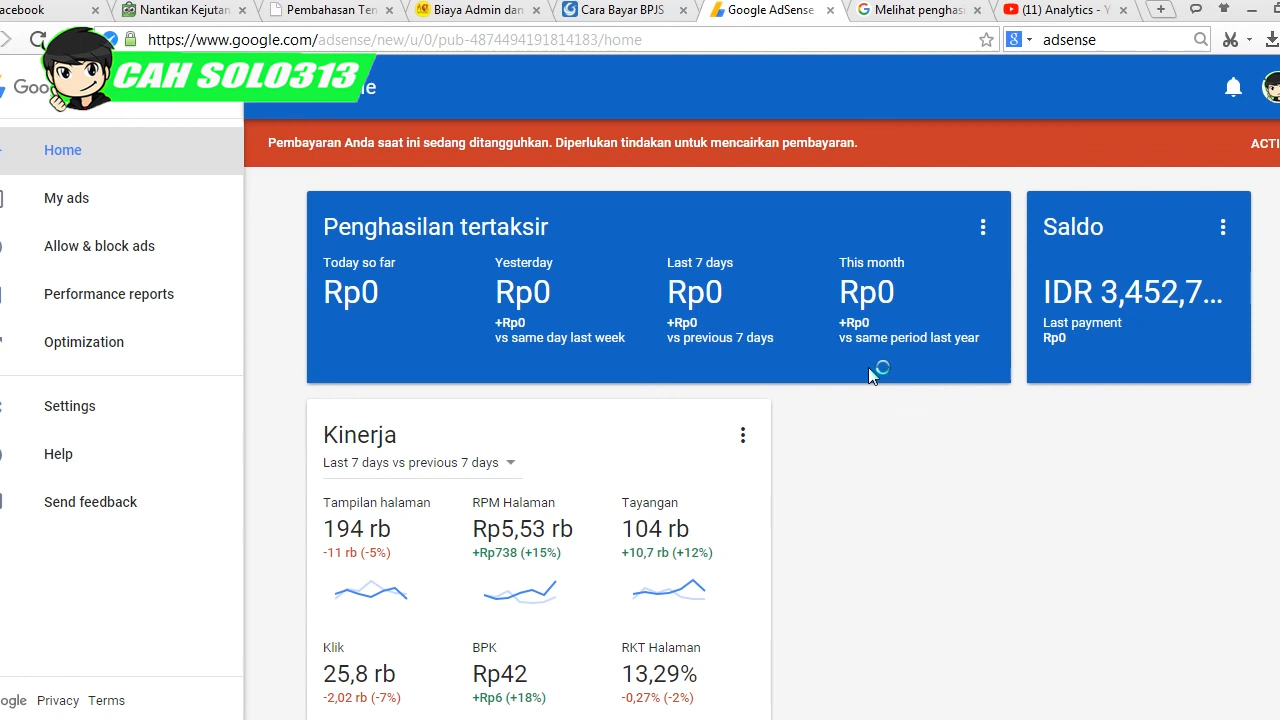 acebook
Nantikan Kejutan
Pembahasan Ten
Biaya Admin dan
Cara Bayar BPJS
Google AdSense
Melihat penghas
(11) Analytics - Y
https://www.google.com/adsense/new/u/0/pub-4874494191814183/home
adsense
Goo
CAH SOLO313
e
Pembayaran Anda saat ini sedang ditangguhkan. Diperlukan tindakan untuk mencairkan pembayaran.
ACTI
Home
My ads
Allow & block ads
Performance reports
Optimization
Settings
Help
Send feedback
ogle Privacy Terms
Penghasilan tertaksir
Today so far
Rp0
Yesterday
Rp0
+Rp0
vs same day last week
Last 7 days
Rp0
+Rp0
vs previous 7 days
This month
Rp0
+Rp0
vs same period last year
Saldo
IDR 3,452,7...
Last payment
Rp0
Kinerja
Last 7 days vs previous 7 days
Tampilan halaman
194 rb
-11 rb (-5%)
RPM Halaman
Rp5,53 rb
+Rp738 (+15%)
Tayangan
104 rb
+10,7 rb (+12%)
Klik
25,8 rb
-2,02 rb (-7%)
BPK
Rp42
+Rp6 (+18%)
RKT Halaman
13,29%
-0,27% (-2%)